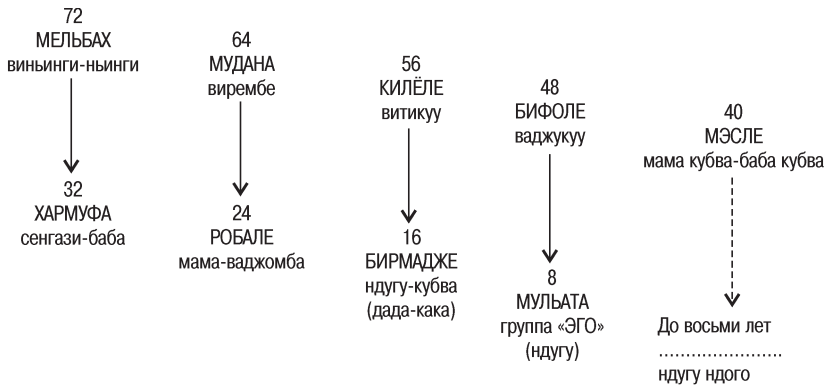 72
МЕЛЬБАХ
виньинги-ньинги
64
МУДАНА
вирембе
56
КИЛЁЛЕ
витикуу
48
БИФОЛЕ
ваджукуу
40
МЭСЛЕ
мама кубва-баба кубва
32
ХАРМУФА
сенгази-баба
24
РОБАЛЕ
мама-ваджомба
16
БИРМАДЖЕ
ндугу-кубва
(дада-кака)
8
МУЛЬАТА
группа «ЭГО»
(ндугу)
До восьми лет
........................
ндугу ндого